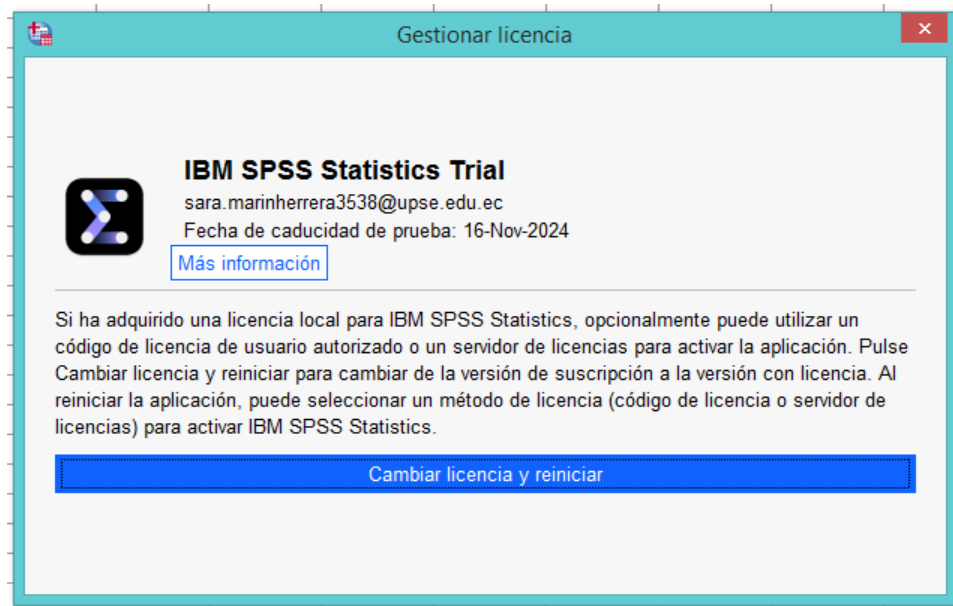 Gestionar licencia
IBM SPSS Statistics Trial
sara.marinherrera3538@upse.edu.ec
Fecha de caducidad de prueba: 16-Nov-2024
Más información
Si ha adquirido una licencia local para IBM SPSS Statistics, opcionalmente puede utilizar un
código de licencia de usuario autorizado o un servidor de licencias para activar la aplicación. Pulse
Cambiar licencia y reiniciar para cambiar de la versión de suscripción a la versión con licencia. Al
reiniciar la aplicación, puede seleccionar un método de licencia (código de licencia o servidor de
licencias) para activar IBM SPSS Statistics.
Cambiar licencia y reiniciar